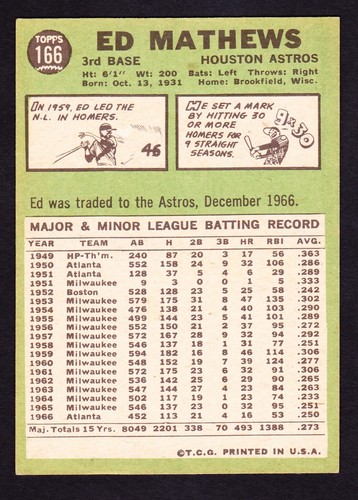 TOPPS
166
ED MATHEWS
3rd BASE HOUSTON ASTROS
Ht: 6'1" Wt: 200 Bats: Left Throws: Right
Born: Oct. 13, 1931 Home: Brookfield, Wisc.
IN 1959, ED LED THE
N.L. IN HOMERS.
46
HE SET A MARK
BY HITTING 30
OR MORE
HOMERS FOR
9 STRAIGHT
SEASONS.
9 x 30
Ed was traded to the Astros, December 1966.
MAJOR & MINOR LEAGUE BATTING RECORD
YEAR TEAM AB H 2B 3B HR RBI AVG.
1949 HP-Th'm. 240 87 20 3 17 56 .363
1950 Atlanta 552 158 24 9 32 106 .286
1951 Atlanta 128 37 5 4 6 29 .289
1951 Milwaukee 9 3 0 0 1 5 .333
1952 Boston 528 128 23 5 25 58 .242
1953 Milwaukee 579 175 31 8 47 135 .302
1954 Milwaukee 476 138 21 4 40 103 .290
1955 Milwaukee 499 144 23 5 41 101 .289
1956 Milwaukee 552 150 21 2 37 95 .272
1957 Milwaukee 572 167 28 9 32 94 .292
1958 Milwaukee 546 137 18 1 31 77 .251
1959 Milwaukee 594 182 16 8 46 114 .306
1960 Milwaukee 548 152 19 7 39 124 .277
1961 Milwaukee 572 175 23 6 32 91 .306
1962 Milwaukee 536 142 25 6 29 90 .265
1963 Milwaukee 547 144 27 4 23 84 .263
1964 Milwaukee 502 117 19 1 23 74 .233
1965 Milwaukee 546 137 23 0 32 95 .251
1966 Atlanta 452 113 21 4 16 53 .250
Maj. Totals 15 Yrs. 8049 2201 338 70 493 1388 .273
©T.C.G. PRINTED IN U.S.A.